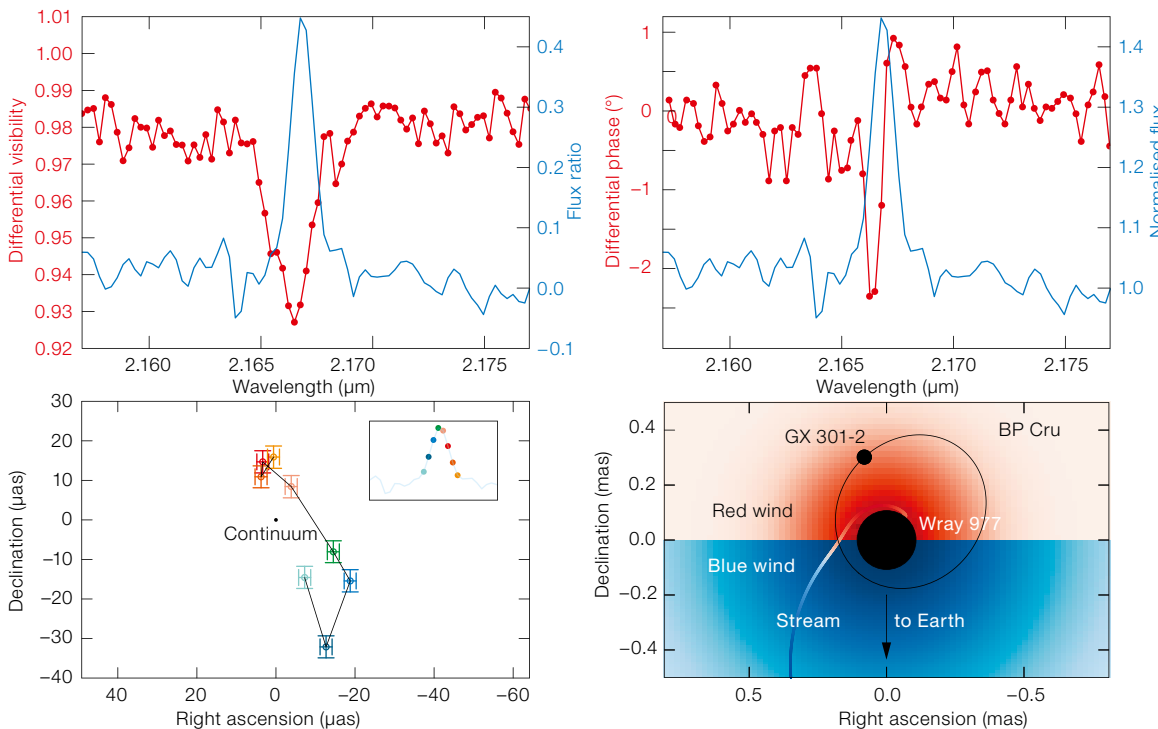 1.01
1.00
0.99
0.98
0.97
0.96
0.95
0.94
0.93
0.92
Differential visibility
0.4
0.3
0.2
0.1
0.0
−0.1
Flux ratio
2.160 2.165 2.170 2.175
Wavelength (µm)
1
0
−1
−2
Differential phase (°)
1.4
1.3
1.2
1.1
1.0
Normalised flux
2.160 2.165 2.170 2.175
Wavelength (µm)
30
20
10
0
−10
−20
−30
−40
Declination (µas)
Continuum
40 20 0 −20 −40 −60
Right ascension (µas)
0.4
0.2
0.0
−0.2
−0.4
Declination (mas)
GX 301-2
BP Cru
Red wind
Wray 977
Blue wind
Stream
to Earth
0.5 0.0 −0.5
Right ascension (mas)